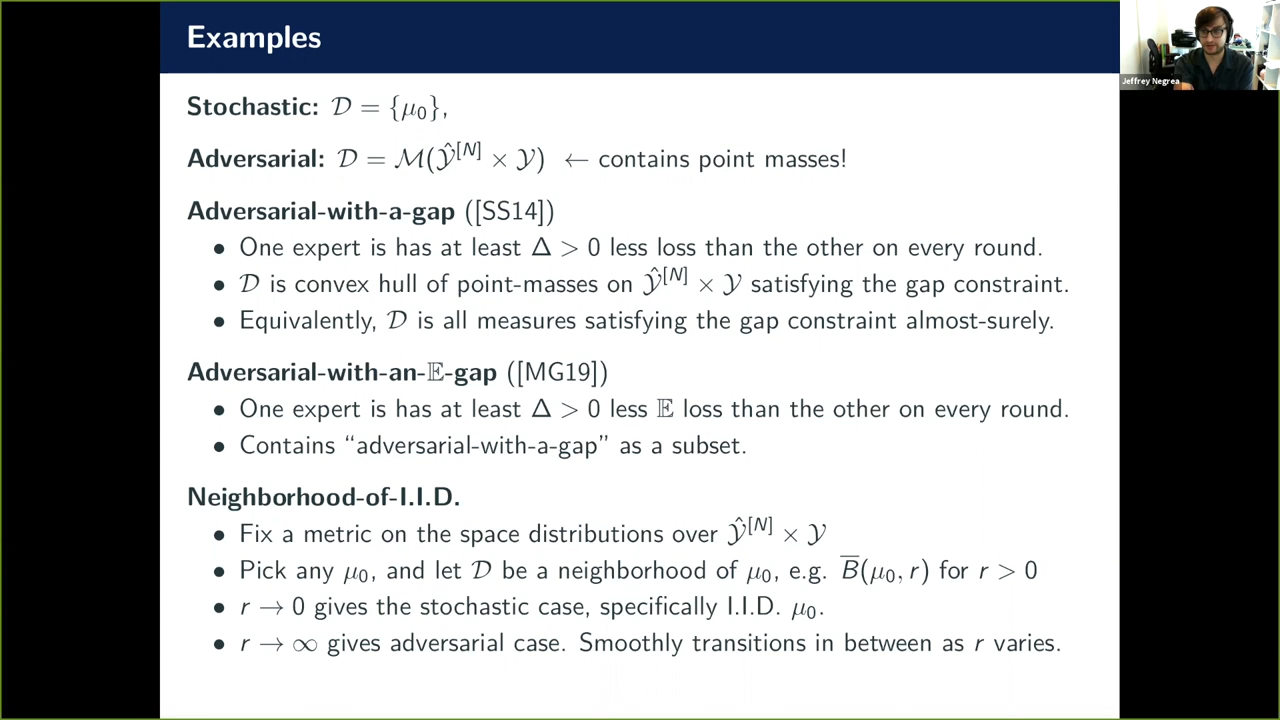 Examples
Jeffrey Negrea
Stochastic: 𝒟 = {μ₀},
Adversarial: 𝒟 = ℳ(𝒴̂^[N] × 𝒴) ← contains point masses!
Adversarial-with-a-gap ([SS14])
• One expert is has at least Δ > 0 less loss than the other on every round.
• 𝒟 is convex hull of point-masses on 𝒴̂^[N] × 𝒴 satisfying the gap constraint.
• Equivalently, 𝒟 is all measures satisfying the gap constraint almost-surely.
Adversarial-with-an-𝔼-gap ([MG19])
• One expert is has at least Δ > 0 less 𝔼 loss than the other on every round.
• Contains “adversarial-with-a-gap” as a subset.
Neighborhood-of-I.I.D.
• Fix a metric on the space distributions over 𝒴̂^[N] × 𝒴
• Pick any μ₀, and let 𝒟 be a neighborhood of μ₀, e.g. B̅(μ₀, r) for r > 0
• r → 0 gives the stochastic case, specifically I.I.D. μ₀.
• r → ∞ gives adversarial case. Smoothly transitions in between as r varies.